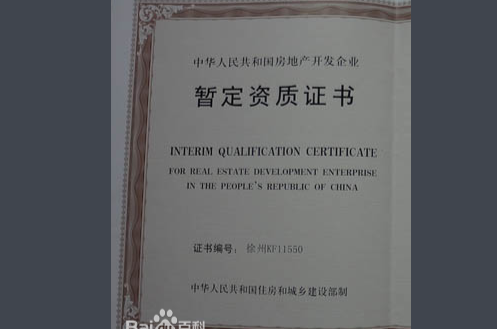 中华人民共和国房地产开发企业
暂定资质证书
INTERIM QUALIFICATION CERTIFICATE
FOR REAL ESTATE DEVELOPMENT ENTERPRISE
IN THE PEOPLE'S REPUBLIC OF CHINA
证书编号：徐州KF11550
中华人民共和国住房和城乡建设部制
Bai百科